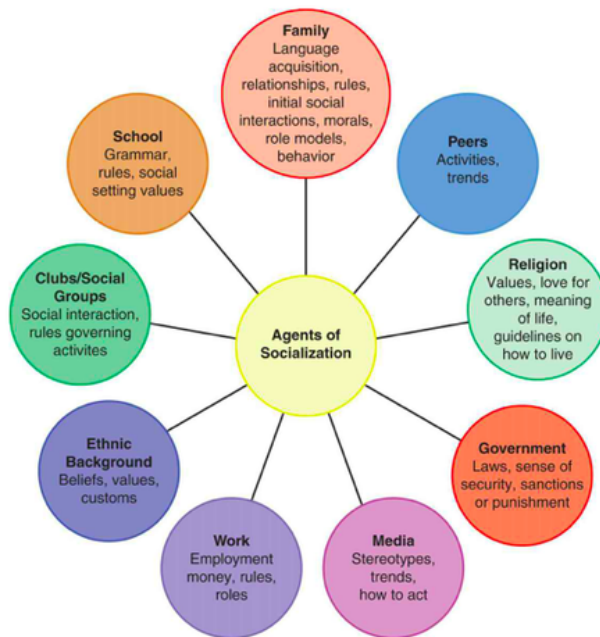 Family
Language
acquisition,
relationships, rules,
initial social
interactions, morals,
role models,
behavior
School
Grammar,
rules, social
setting values
Peers
Activities,
trends
Clubs/Social
Groups
Social interaction,
rules governing
activites
Religion
Values, love for
others, meaning
of life,
guidelines on
how to live
Agents of
Socialization
Ethnic
Background
Beliefs, values,
customs
Government
Laws, sense of
security, sanctions
or punishment
Work
Employment
money, rules,
roles
Media
Stereotypes,
trends,
how to act